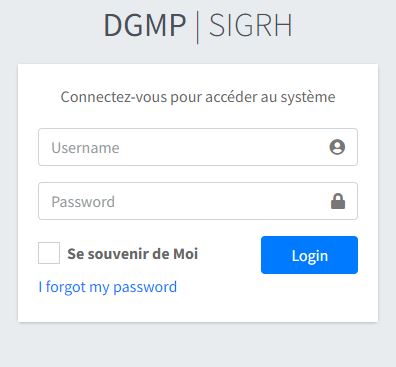 DGMP | SIGRH
Connectez-vous pour accéder au système
Username
Password
Se souvenir de Moi
Login
I forgot my password